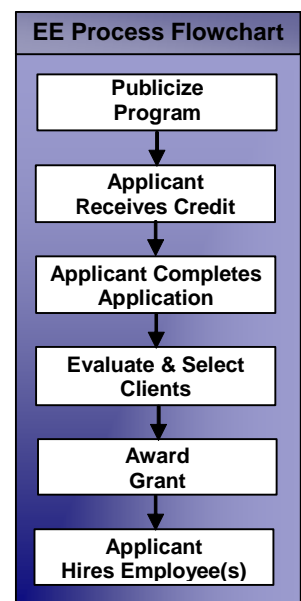 EE Process Flowchart
Publicize
Program
Applicant
Receives Credit
Applicant Completes
Application
Evaluate & Select
Clients
Award
Grant
Applicant
Hires Employee(s)